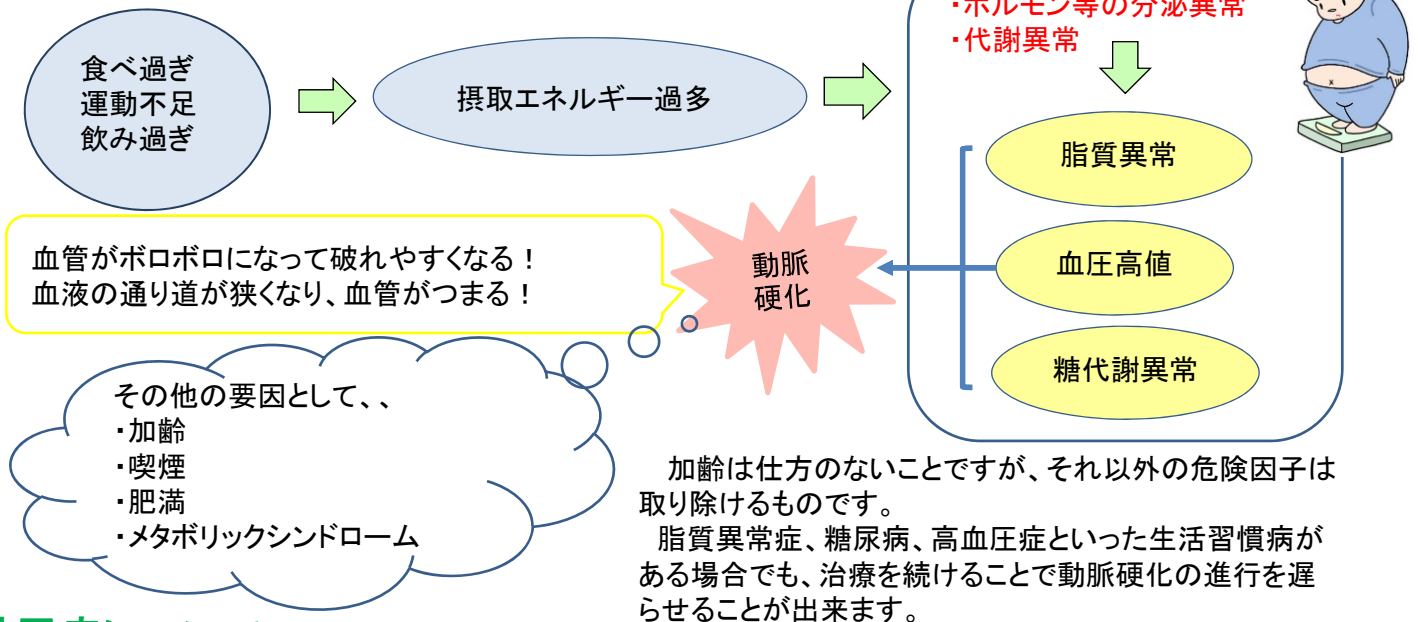 食べ過ぎ
運動不足
飲み過ぎ
摂取エネルギー過多
・ホルモン等の分泌異常
・代謝異常
脂質異常
血圧高値
糖代謝異常
動脈
硬化
血管がボロボロになって破れやすくなる！
血液の通り道が狭くなり、血管がつまる！
その他の要因として、、
・加齢
・喫煙
・肥満
・メタボリックシンドローム
加齢は仕方のないことですが、それ以外の危険因子は
取り除けるものです。
脂質異常症、糖尿病、高血圧症といった生活習慣病が
ある場合でも、治療を続けることで動脈硬化の進行を遅
らせることが出来ます。